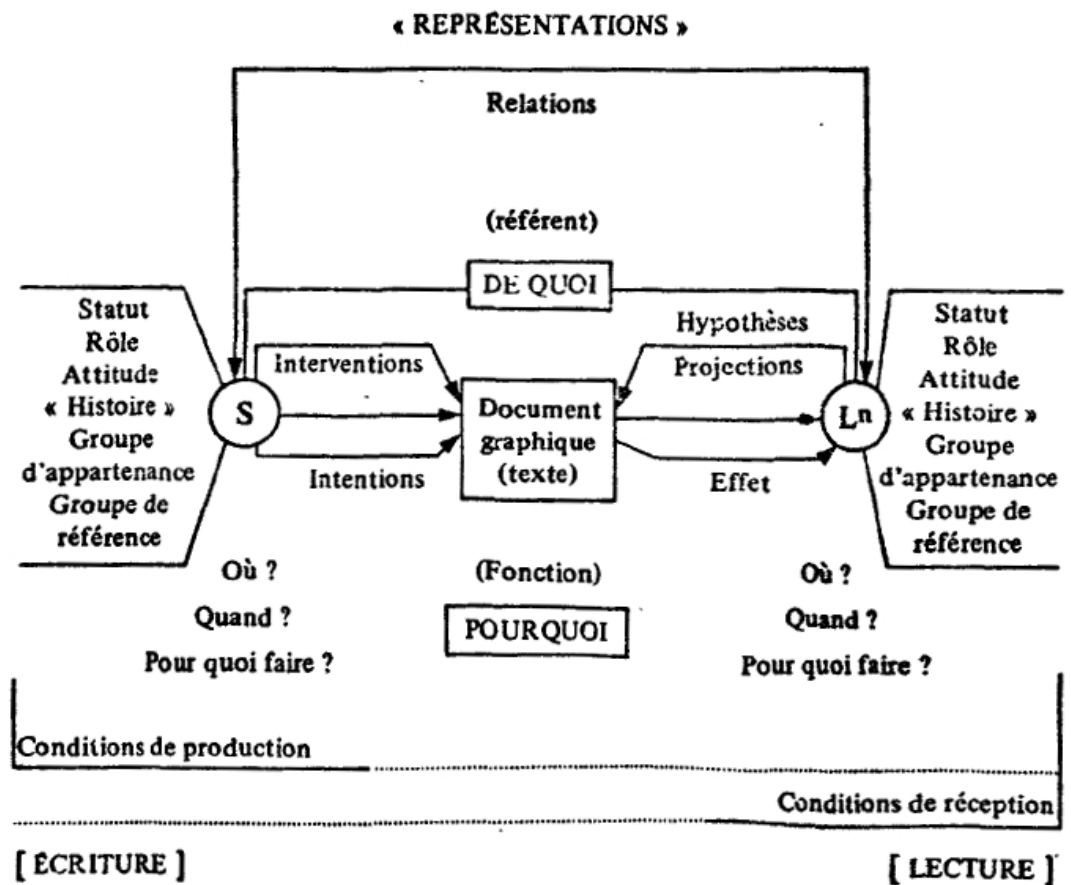 « REPRÉSENTATIONS »
Relations
(référent)
DE QUOI
Statut
Rôle
Attitude
« Histoire »
Groupe
d'appartenance
Groupe de
référence
S
Interventions
Intentions
Document
graphique
(texte)
Hypothèses
Projections
Effet
Ln
Statut
Rôle
Attitude
« Histoire »
Groupe
d'appartenance
Groupe de
référence
Où ?
Quand ?
Pour quoi faire ?
(Fonction)
POURQUOI
Où ?
Quand ?
Pour quoi faire ?
Conditions de production
Conditions de réception
[ ÉCRITURE ]
[ LECTURE ]